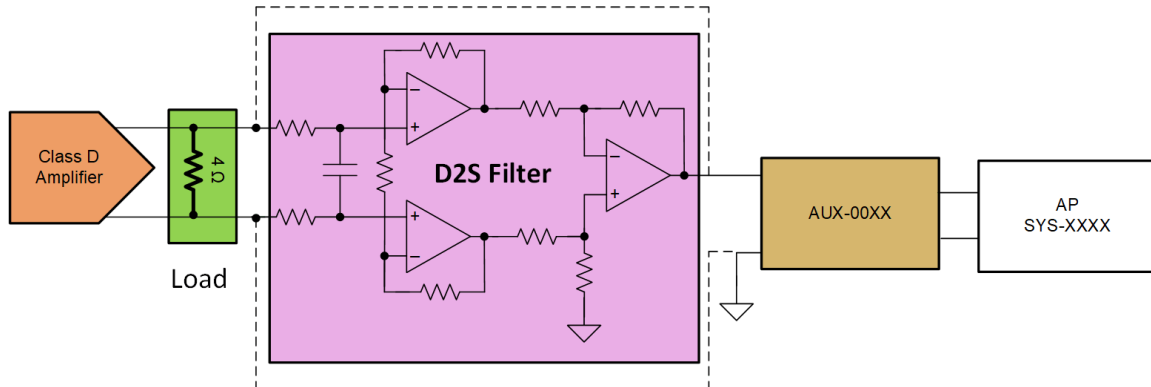 Class D
Amplifier
4 Ω
Load
D2S Filter
AUX-00XX
AP
SYS-XXXX